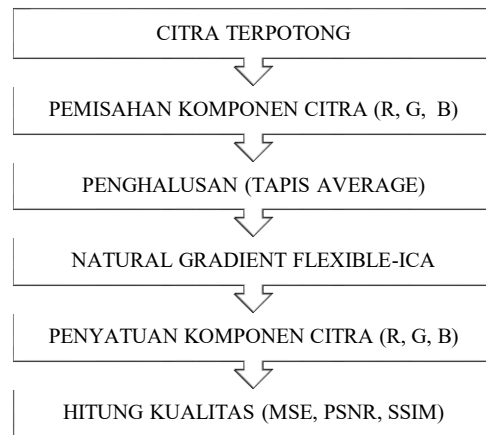 CITRA TERPOTONG
PEMISAHAN KOMPONEN CITRA (R, G, B)
PENGHALUSAN (TAPIS AVERAGE)
NATURAL GRADIENT FLEXIBLE-ICA
PENYATUAN KOMPONEN CITRA (R, G, B)
HITUNG KUALITAS (MSE, PSNR, SSIM)